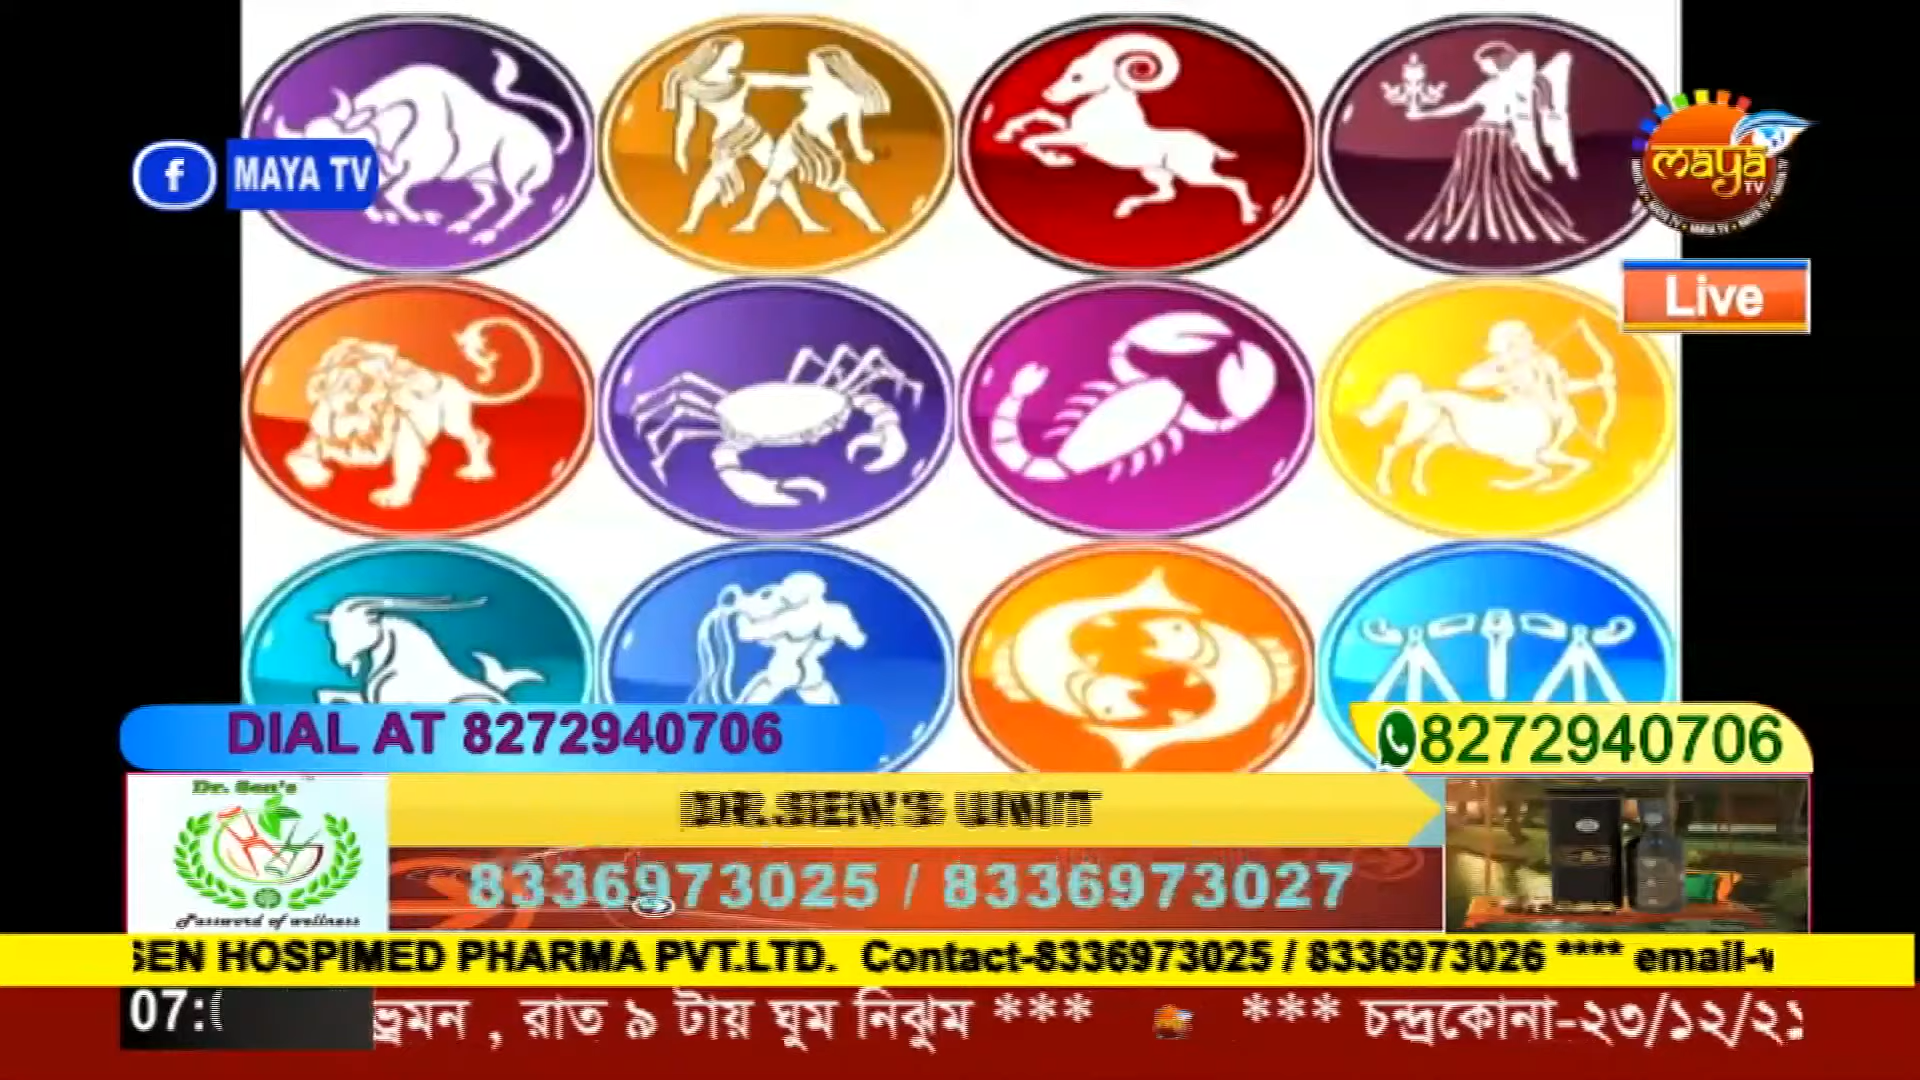 f MAYA TV
maya TV
Live
DIAL AT 8272940706
8272940706
Dr. Sen's
Password of wellness
DR.SEN'S UNIT
8336973025 / 8336973027
SEN HOSPIMED PHARMA PVT.LTD. Contact-8336973025 / 8336973026 **** email-
07:
ভ্রমন , রাত ৯ টায় ঘুম নিঝুম *** *** চন্দ্রকোনা-২৩/১২/২১